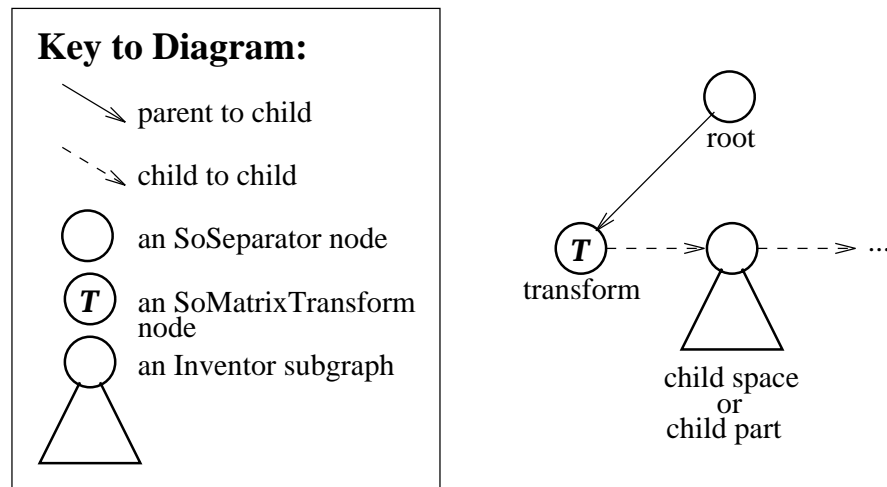 Key to Diagram:
parent to child
child to child
an SoSeparator node
T
an SoMatrixTransform
node
an Inventor subgraph
root
T
...
transform
child space
or
child part